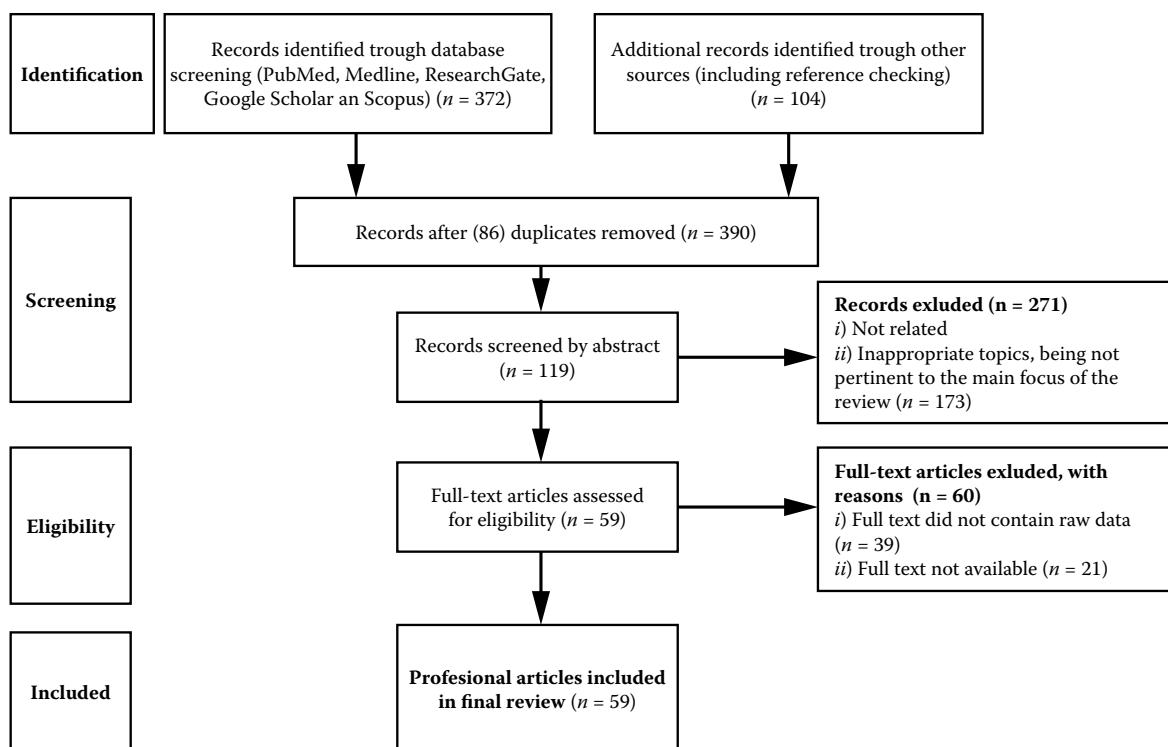 Identification
Records identified trough database
screening (PubMed, Medline, ResearchGate,
Google Scholar an Scopus) (n = 372)
Additional records identified trough other
sources (including reference checking)
(n = 104)
Screening
Records after (86) duplicates removed (n = 390)
Records screened by abstract
(n = 119)
Records exluded (n = 271)
i) Not related
ii) Inappropriate topics, being not
pertinent to the main focus of the
review (n = 173)
Eligibility
Full-text articles assessed
for eligibility (n = 59)
Full-text articles exluded, with
reasons (n = 60)
i) Full text did not contain raw data
(n = 39)
ii) Full text not available (n = 21)
Included
Profesional articles included
in final review (n = 59)